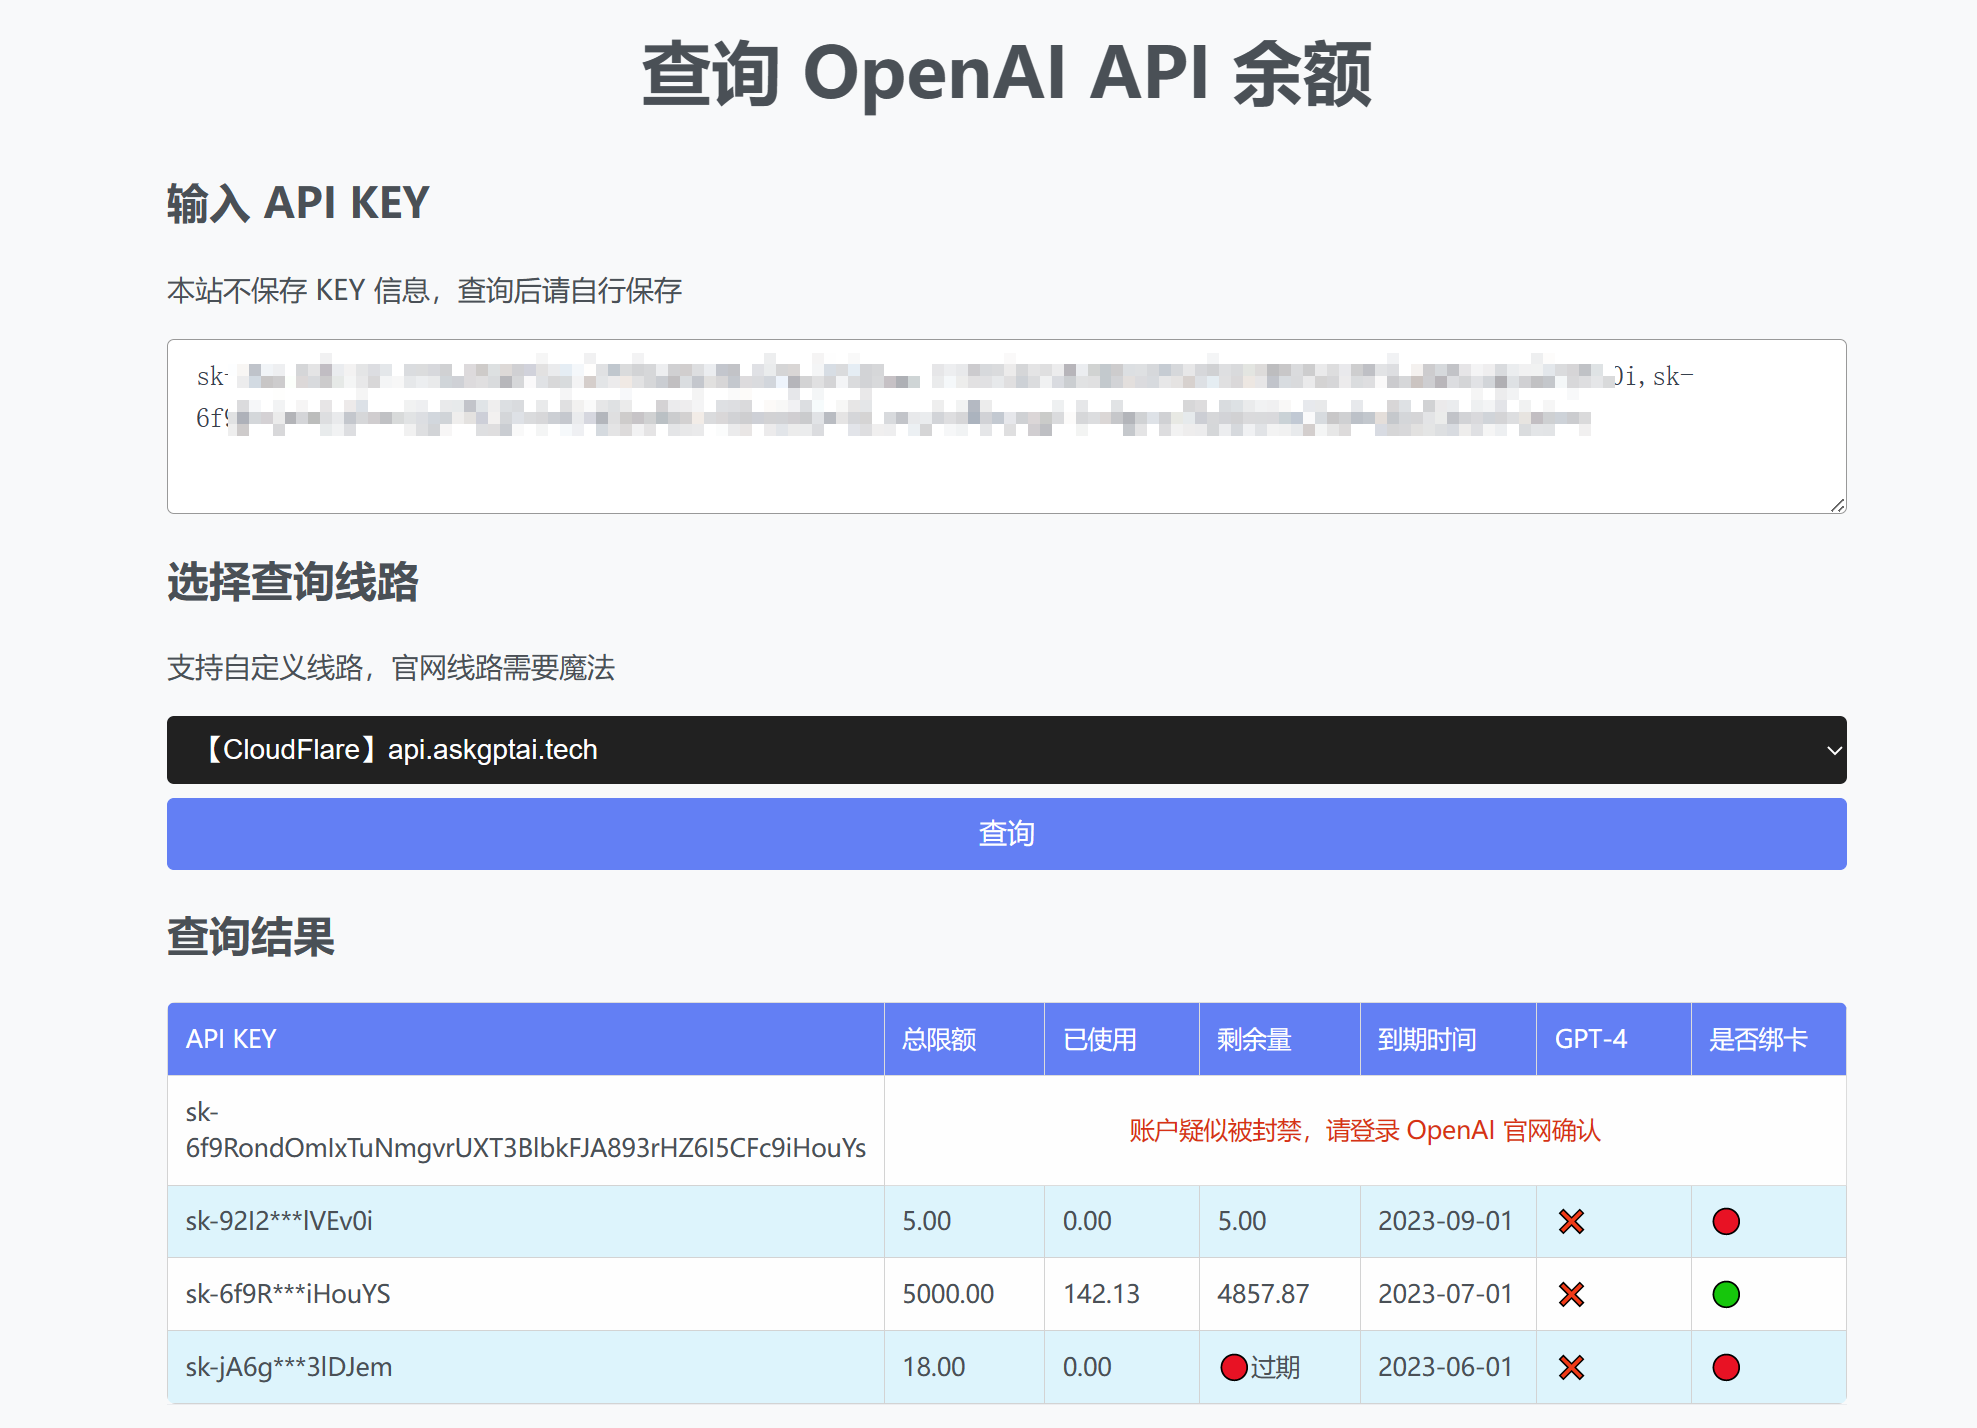 查询 OpenAI API 余额
输入 API KEY
本站不保存 KEY 信息，查询后请自行保存
sk- 0i,sk-
6f9
选择查询线路
支持自定义线路，官网线路需要魔法
【CloudFlare】api.askgptai.tech
查询
查询结果
API KEY 总限额 已使用 剩余量 到期时间 GPT-4 是否绑卡
sk-
6f9RondOmIxTuNmgvrUXT3BlbkFJA893rHZ6I5CFc9iHouYs 账户疑似被封禁，请登录 OpenAI 官网确认
sk-92I2***lVEv0i 5.00 0.00 5.00 2023-09-01
sk-6f9R***iHouYS 5000.00 142.13 4857.87 2023-07-01
sk-jA6g***3lDJem 18.00 0.00 过期 2023-06-01